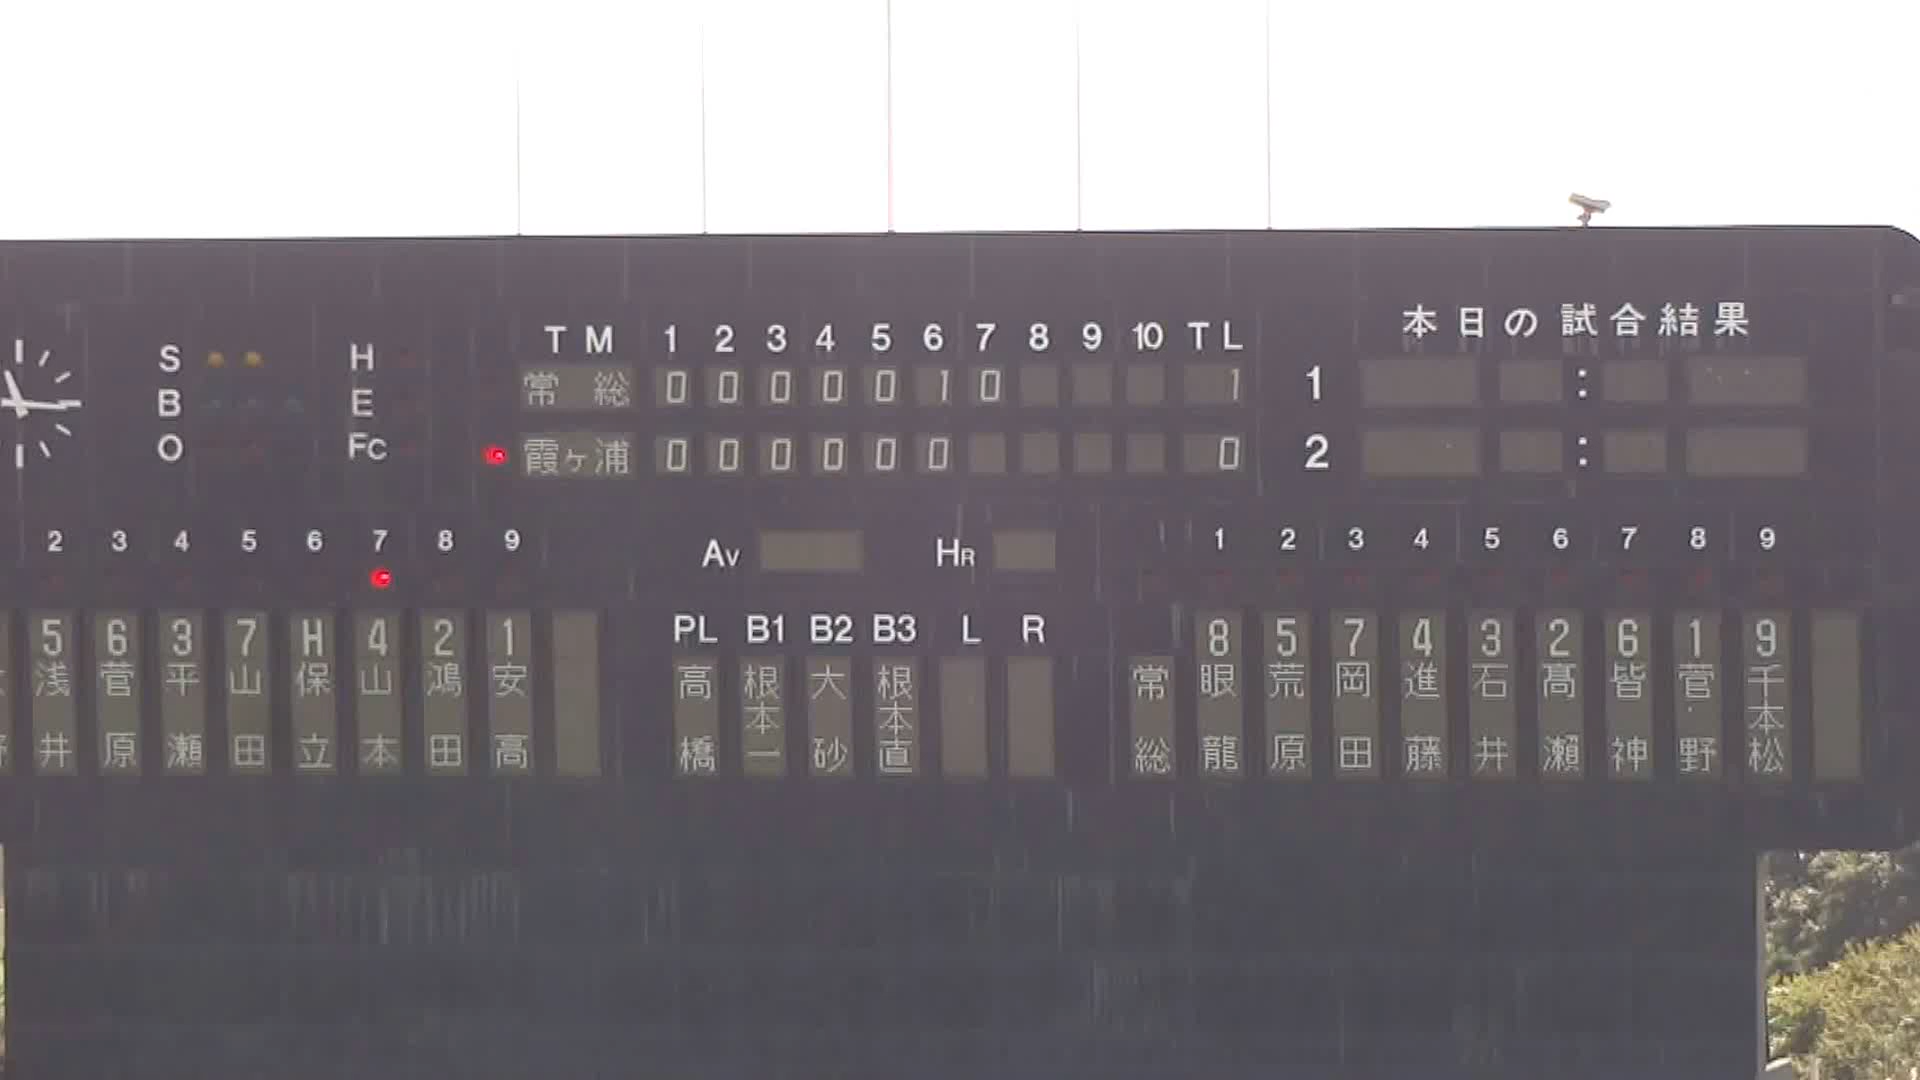 T M 1 2 3 4 5 6 7 8 9 10 T L
常総 0 0 0 0 0 1 0 1
霞ヶ浦 0 0 0 0 0 0 0
S
B
O
H
E
Fc
本日の試合結果
1 :
2 :
2 3 4 5 6 7 8 9
5 6 3 7 H 4 2 1
浅井
菅原
平瀬
山田
保立
山本
鴻田
安高
Av
HR
PL B1 B2 B3 L R
高橋
根本一
大砂
根本直
1 2 3 4 5 6 7 8 9
常総
8 5 7 4 3 2 6 1 9
眼龍
荒原
岡田
進藤
石井
髙瀬
皆神
菅野
千本松